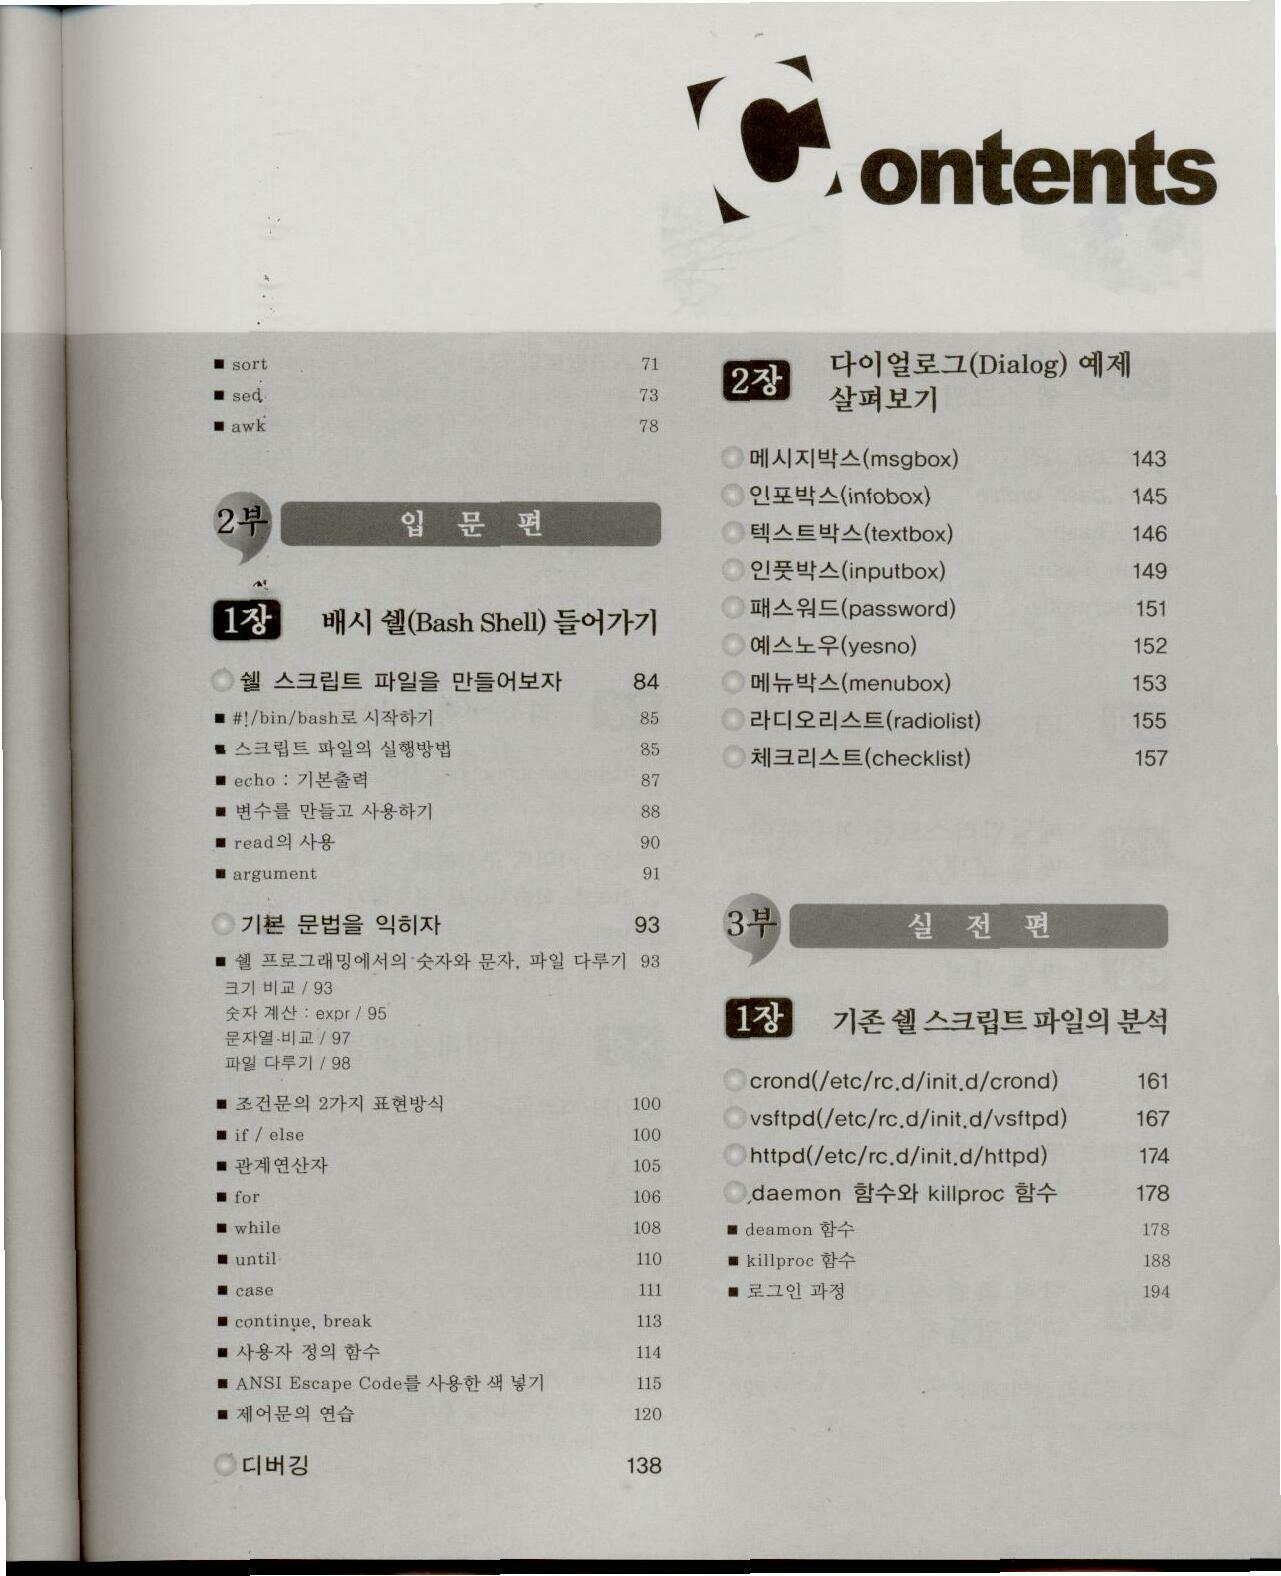 Contents
■ sort 71
■ sed 73
■ awk 78
2부 입 문 편
1장 배시 쉘(Bash Shell) 들어가기
쉘 스크립트 파일을 만들어보자 84
■ #!/bin/bash로 시작하기 85
■ 스크립트 파일의 실행방법 85
■ echo : 기본출력 87
■ 변수를 만들고 사용하기 88
■ read의 사용 90
■ argument 91
기본 문법을 익히자 93
■ 쉘 프로그래밍에서의 숫자와 문자, 파일 다루기 93
크기 비교 / 93
숫자 계산 : expr / 95
문자열 비교 / 97
파일 다루기 / 98
■ 조건문의 2가지 표현방식 100
■ if / else 100
■ 관계연산자 105
■ for 106
■ while 108
■ until 110
■ case 111
■ continue, break 113
■ 사용자 정의 함수 114
■ ANSI Escape Code를 사용한 색 넣기 115
■ 제어문의 연습 120
디버깅 138
2장 다이얼로그(Dialog) 예제
살펴보기
메시지박스(msgbox) 143
인포박스(infobox) 145
텍스트박스(textbox) 146
인풋박스(inputbox) 149
패스워드(password) 151
예스노우(yesno) 152
메뉴박스(menubox) 153
라디오리스트(radiolist) 155
체크리스트(checklist) 157
3부 실 전 편
1장 기존 쉘 스크립트 파일의 분석
crond(/etc/rc.d/init.d/crond) 161
vsftpd(/etc/rc.d/init.d/vsftpd) 167
httpd(/etc/rc.d/init.d/httpd) 174
daemon 함수와 killproc 함수 178
■ deamon 함수 178
■ killproc 함수 188
■ 로그인 과정 194